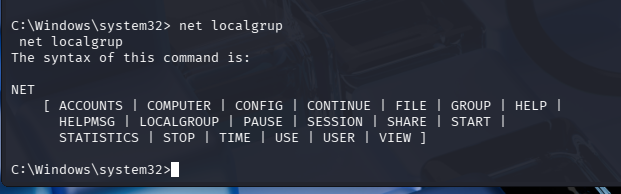 C:\Windows\system32> net localgrup
net localgrup
The syntax of this command is:
NET
[ ACCOUNTS | COMPUTER | CONFIG | CONTINUE | FILE | GROUP | HELP |
HELPMSG | LOCALGROUP | PAUSE | SESSION | SHARE | START |
STATISTICS | STOP | TIME | USE | USER | VIEW ]
C:\Windows\system32>